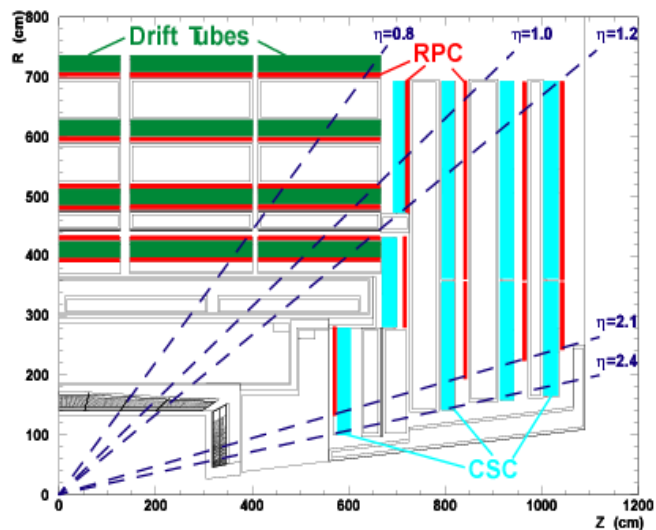 R (cm)
800
700
600
500
400
300
200
100
0
Drift Tubes
η=0.8
η=1.0
η=1.2
RPC
η=2.1
η=2.4
CSC
0
200
400
600
800
1000
1200
Z (cm)